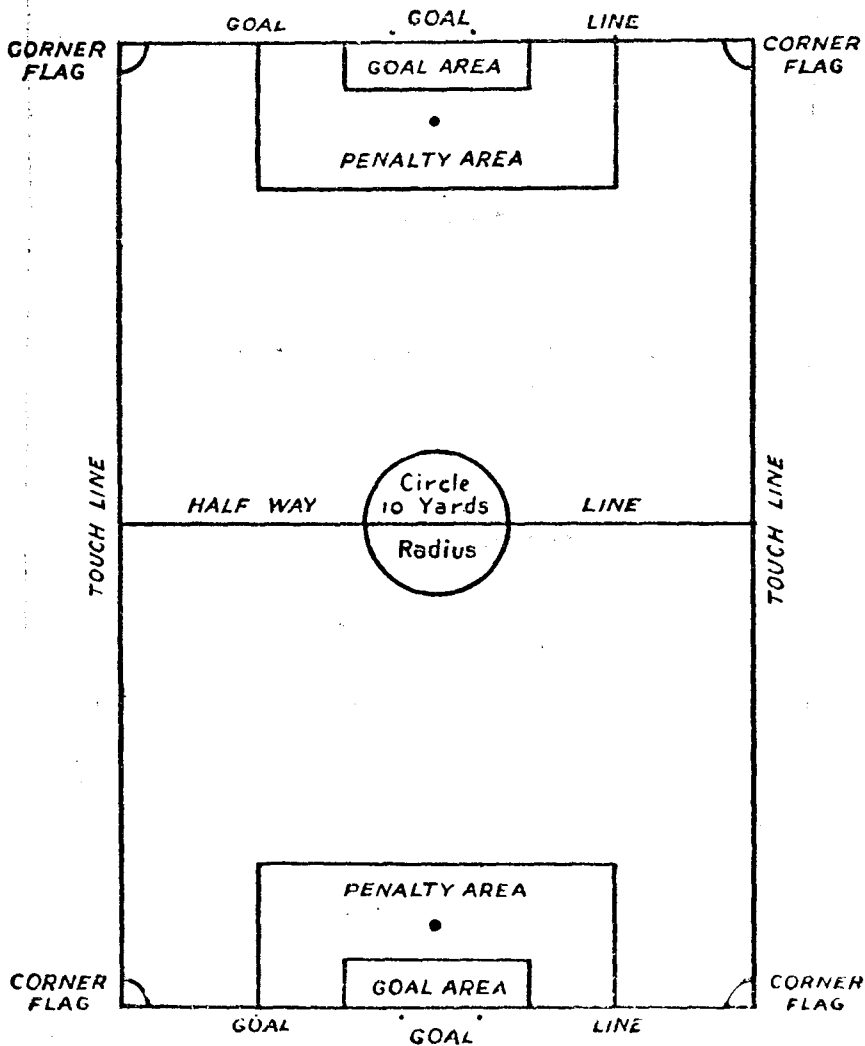 GOAL GOAL LINE
CORNER FLAG
CORNER FLAG
GOAL AREA
PENALTY AREA
TOUCH LINE
HALF WAY LINE
Circle
10 Yards
Radius
TOUCH LINE
PENALTY AREA
GOAL AREA
CORNER FLAG
CORNER FLAG
GOAL GOAL LINE